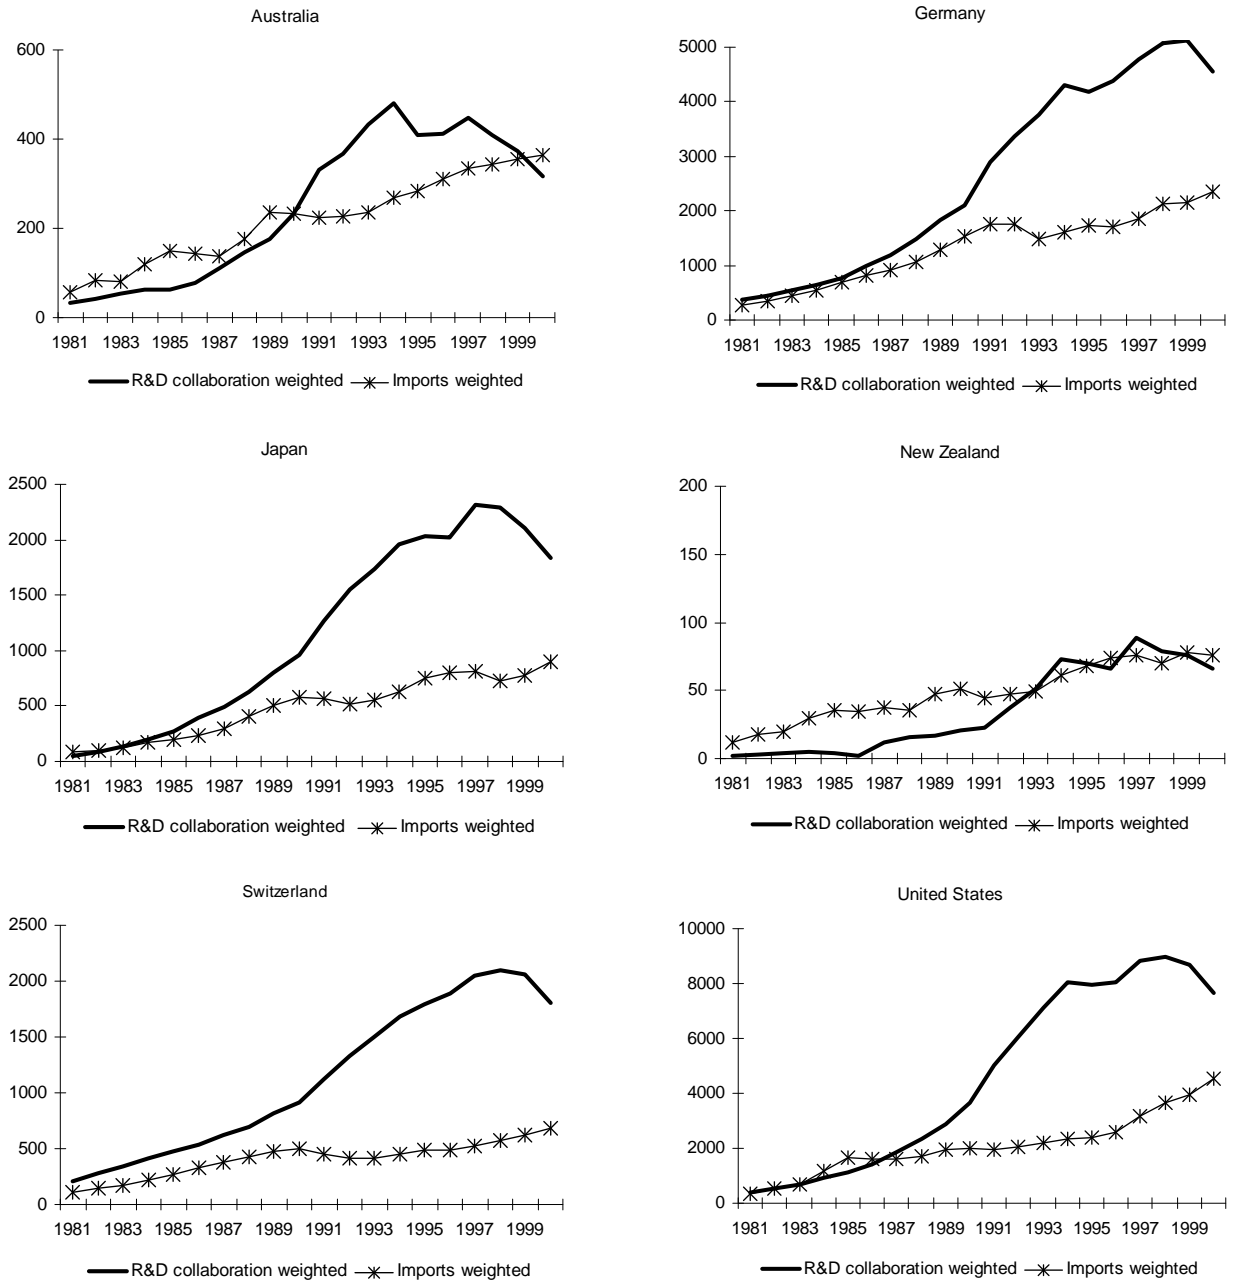 Australia
600
400
200
0
1981 1983 1985 1987 1989 1991 1993 1995 1997 1999
R&D collaboration weighted Imports weighted
Germany
5000
4000
3000
2000
1000
0
1981 1983 1985 1987 1989 1991 1993 1995 1997 1999
R&D collaboration weighted Imports weighted
Japan
2500
2000
1500
1000
500
0
1981 1983 1985 1987 1989 1991 1993 1995 1997 1999
R&D collaboration weighted Imports weighted
New Zealand
200
150
100
50
0
1981 1983 1985 1987 1989 1991 1993 1995 1997 1999
R&D collaboration weighted Imports weighted
Switzerland
2500
2000
1500
1000
500
0
1981 1983 1985 1987 1989 1991 1993 1995 1997 1999
R&D collaboration weighted Imports weighted
United States
10000
8000
6000
4000
2000
0
1981 1983 1985 1987 1989 1991 1993 1995 1997 1999
R&D collaboration weighted Imports weighted